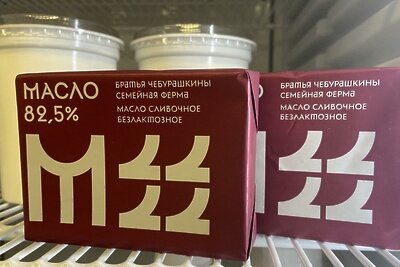 МАСЛО
82,5%
БРАТЬЯ ЧЕБУРАШКИНЫ
СЕМЕЙНАЯ ФЕРМА
МАСЛО СЛИВОЧНОЕ
БЕЗЛАКТОЗНОЕ
М
БРАТЬЯ ЧЕБУРАШКИНЫ
СЕМЕЙНАЯ ФЕРМА
МАСЛО СЛИВОЧНОЕ
БЕЗЛАКТОЗНОЕ